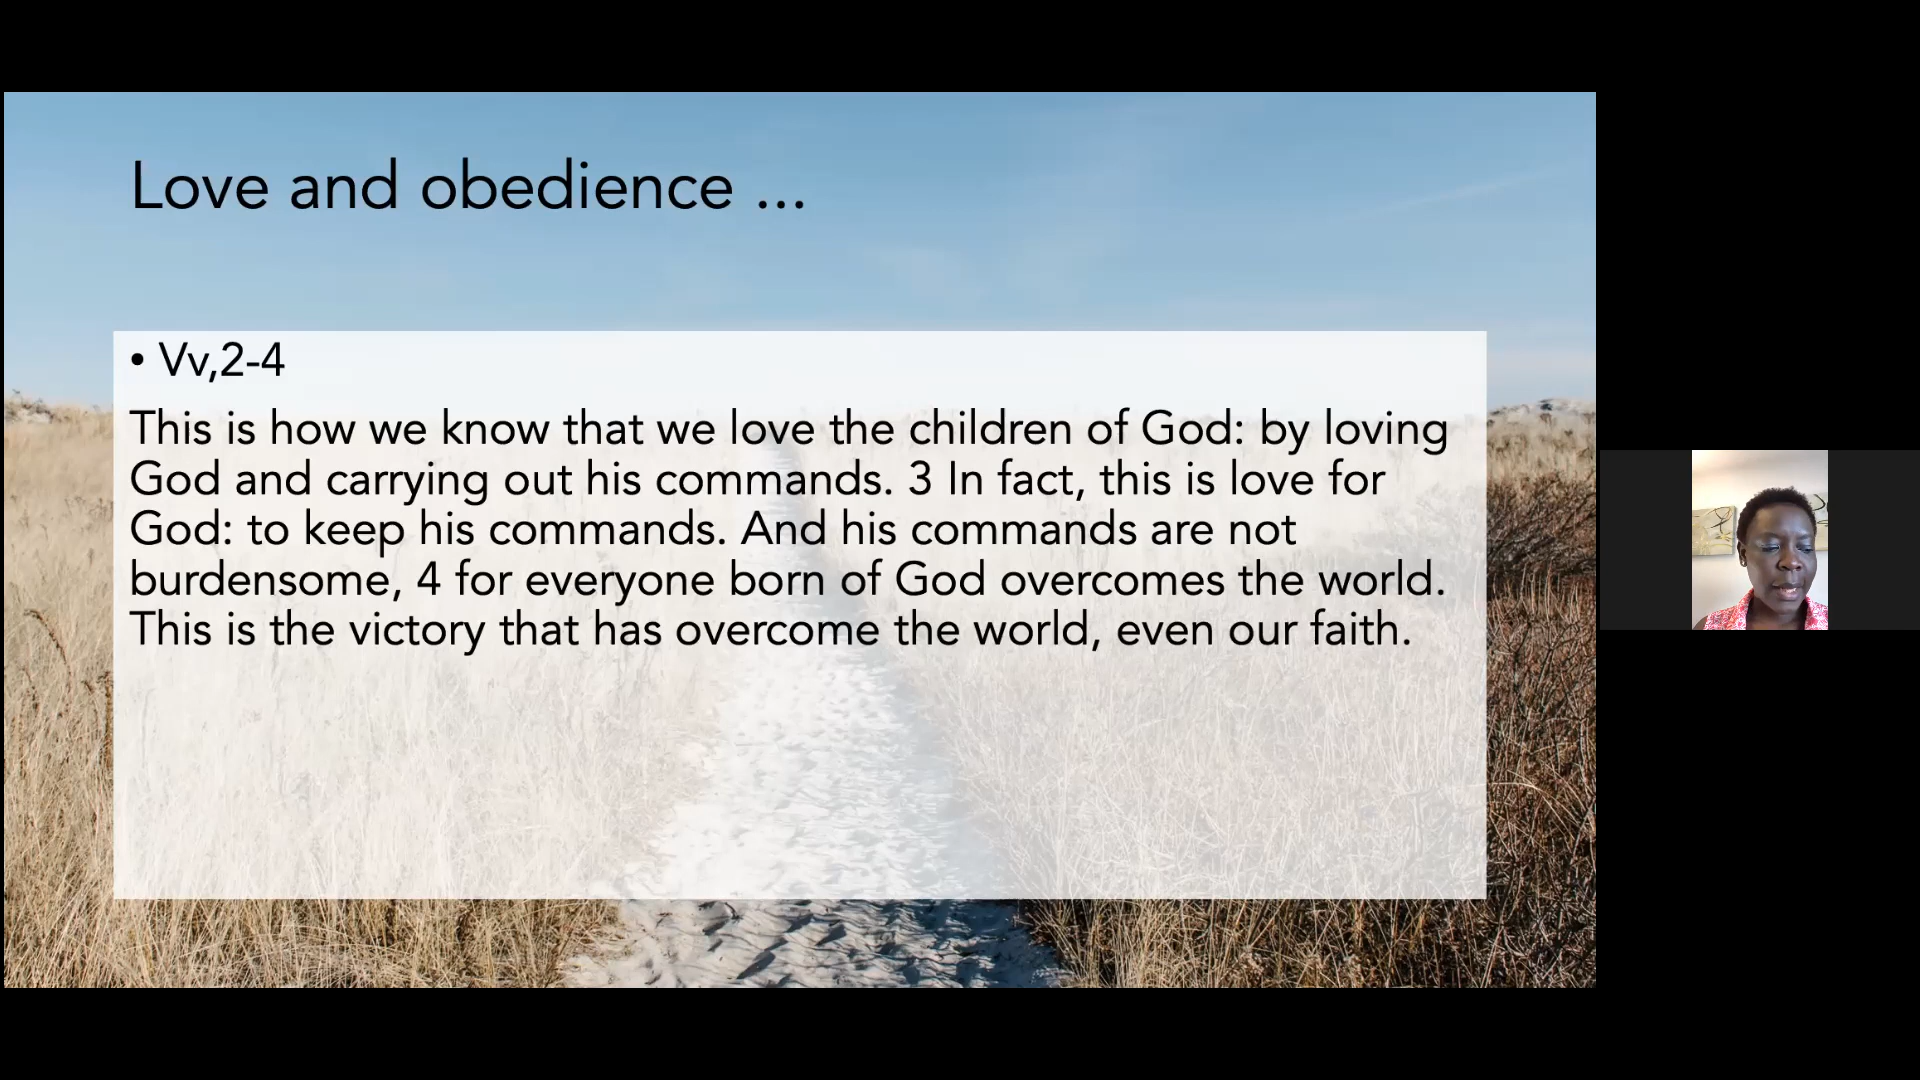 Love and obedience ...
• Vv,2-4
This is how we know that we love the children of God: by loving
God and carrying out his commands. 3 In fact, this is love for
God: to keep his commands. And his commands are not
burdensome, 4 for everyone born of God overcomes the world.
This is the victory that has overcome the world, even our faith.